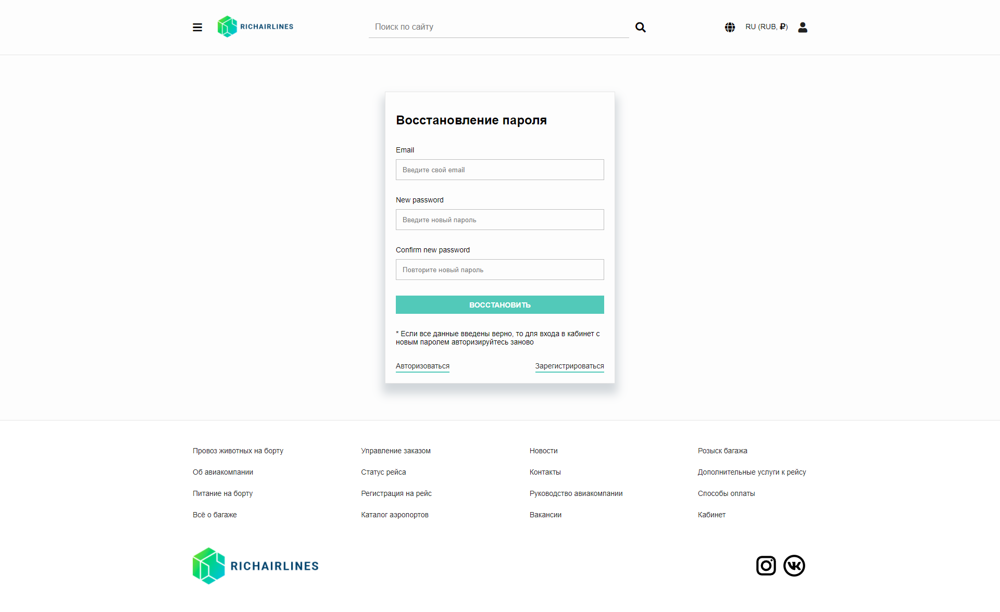 RICHAIRLINES
Поиск по сайту
RU (RUB, ₽)
Восстановление пароля
Email
Введите свой email
New password
Введите новый пароль
Confirm new password
Повторите новый пароль
ВОССТАНОВИТЬ
* Если все данные введены верно, то для входа в кабинет с
новым паролем авторизируйтесь заново
Авторизоваться
Зарегистрироваться
Провоз животных на борту
Управление заказом
Новости
Розыск багажа
Об авиакомпании
Статус рейса
Контакты
Дополнительные услуги к рейсу
Питание на борту
Регистрация на рейс
Руководство авиакомпании
Способы оплаты
Всё о багаже
Каталог аэропортов
Вакансии
Кабинет
RICHAIRLINES